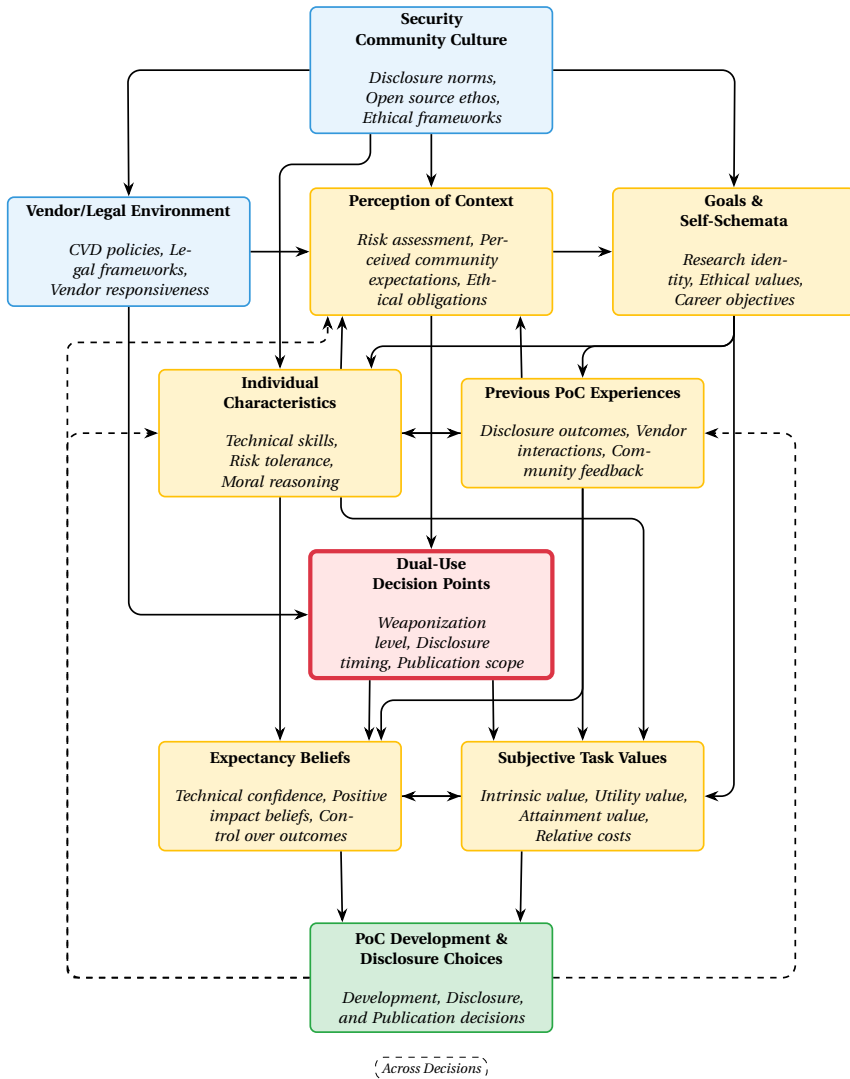 Security
Community Culture
Disclosure norms,
Open source ethos,
Ethical frameworks
Vendor/Legal Environment
CVD policies, Le-
gal frameworks,
Vendor responsiveness
Perception of Context
Risk assessment, Per-
ceived community
expectations, Eth-
ical obligations
Goals &
Self-Schemata
Research iden-
tity, Ethical values,
Career objectives
Individual
Characteristics
Technical skills,
Risk tolerance,
Moral reasoning
Previous PoC Experiences
Disclosure outcomes, Vendor
interactions, Com-
munity feedback
Dual-Use
Decision Points
Weaponization
level, Disclosure
timing, Publication scope
Expectancy Beliefs
Technical confidence, Positive
impact beliefs, Con-
trol over outcomes
Subjective Task Values
Intrinsic value, Utility value,
Attainment value,
Relative costs
PoC Development &
Disclosure Choices
Development, Disclosure,
and Publication decisions
Across Decisions